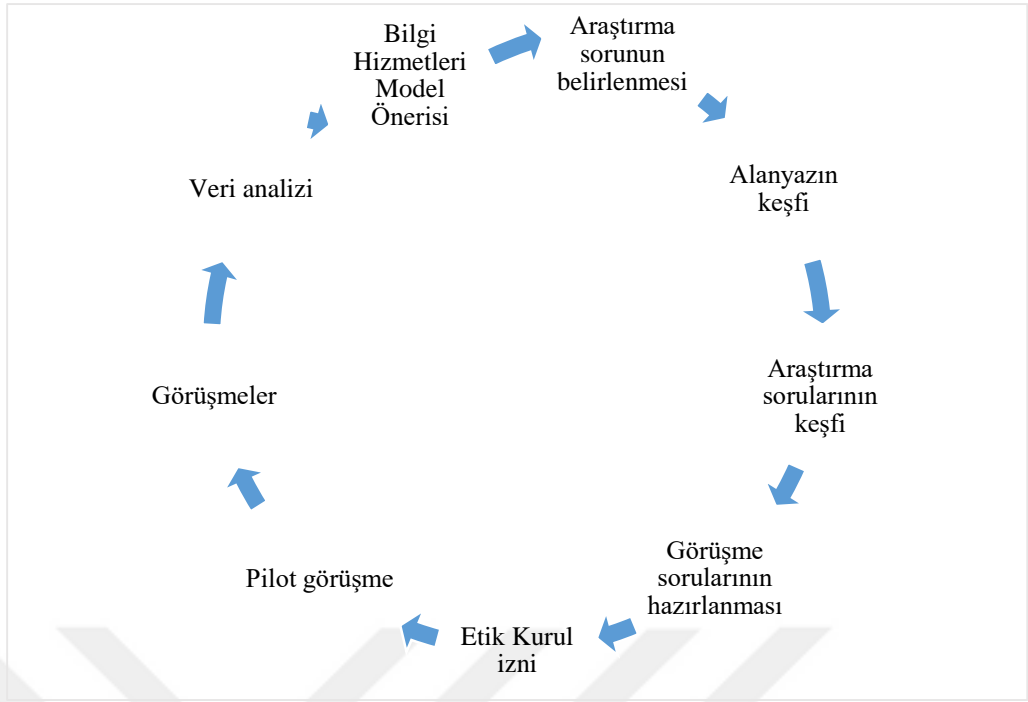 Bilgi
Hizmetleri
Model
Önerisi
Araştırma
sorunun
belirlenmesi
Alanyazın
keşfi
Araştırma
sorularının
keşfi
Görüşme
sorularının
hazırlanması
Etik Kurul
izni
Pilot görüşme
Görüşmeler
Veri analizi